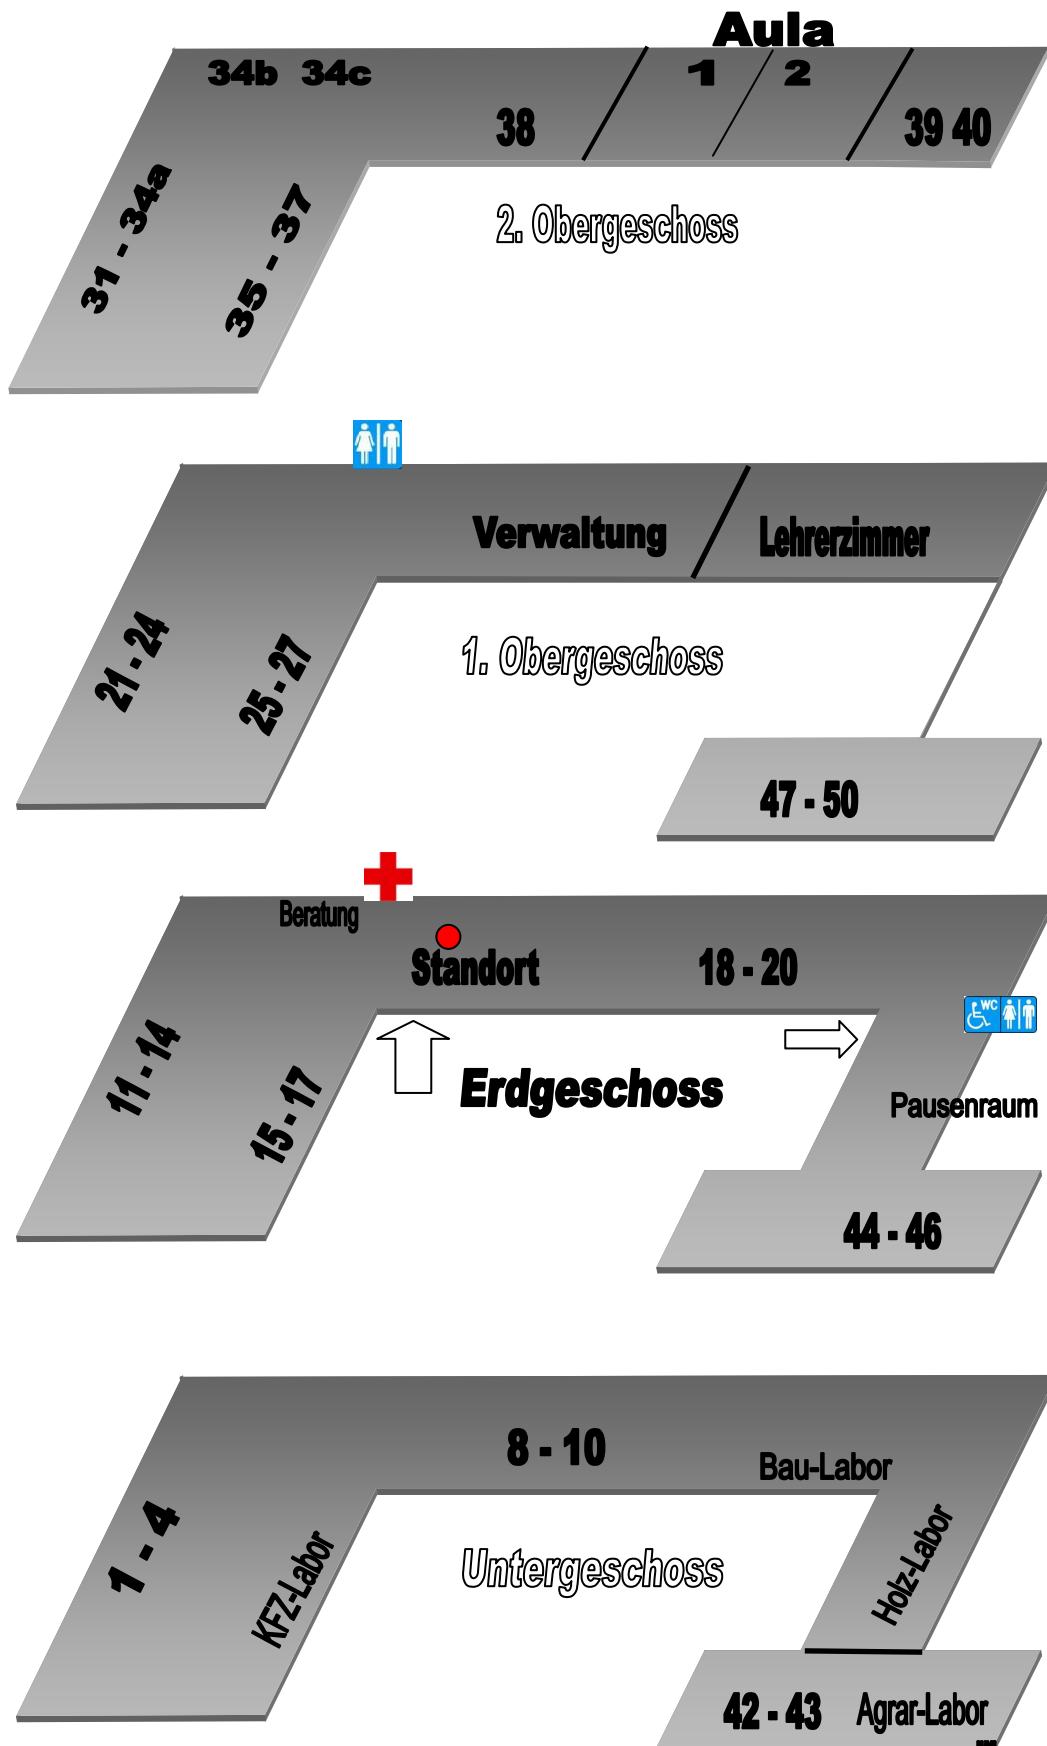 Aula
34b 34c
1 2
38
39 40
31 - 34a
35 - 37
2. Obergeschoss
Verwaltung
Lehrerzimmer
21 - 24
25 - 27
1. Obergeschoss
47 - 50
Beratung
Standort
18 - 20
WC
11 - 14
15 - 17
Erdgeschoss
Pausenraum
44 - 46
8 - 10
Bau-Labor
1 - 4
KFZ-Labor
Untergeschoss
Holz-Labor
42 - 43
Agrar-Labor